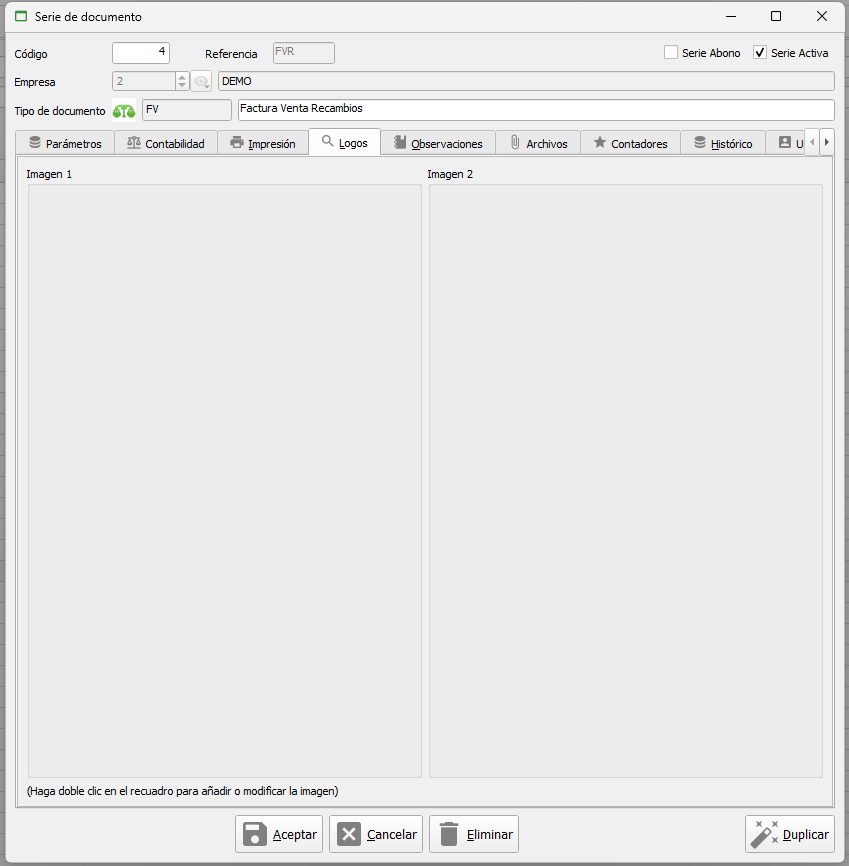 Serie de documento
Código 4 Referencia FVR Serie Abono Serie Activa
Empresa 2 DEMO
Tipo de documento FV Factura Venta Recambios
Parámetros Contabilidad Impresión Logos Observaciones Archivos Contadores Histórico U
Imagen 1 Imagen 2
(Haga doble clic en el recuadro para añadir o modificar la imagen)
Aceptar Cancelar Eliminar Duplicar